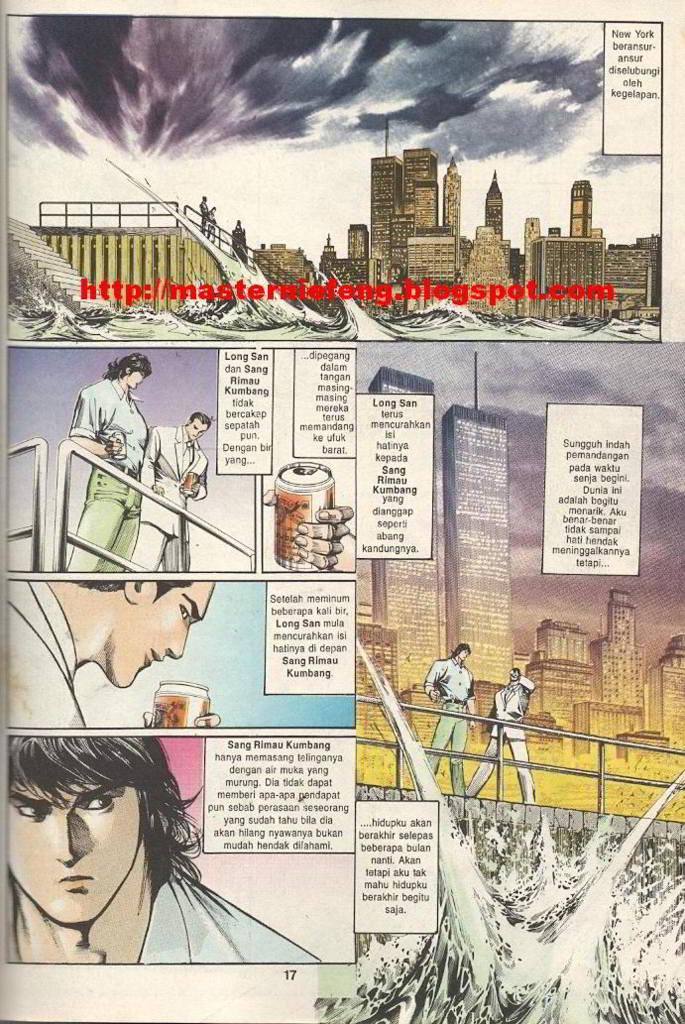 New York
beransur-
ansur
diselubungi
oleh
kegelapan.
http://masterniefeng.blogspot.com
Long San
dan Sang
Rimau
Kumbang
tidak
bercakap
sepatah
pun.
Dengan bir
yang...
...dipegang
dalam
tangan
masing-
masing
mereka
terus
memandang
ke ufuk
barat.
Setelah meminum
beberapa kali bir,
Long San mula
mencurahkan isi
hatinya di depan
Sang Rimau
Kumbang.
Sang Rimau Kumbang
hanya memasang telinganya
dengan air muka yang
murung. Dia tidak dapat
memberi apa-apa pendapat
pun sebab perasaan seseorang
yang sudah tahu bila dia
akan hilang nyawanya bukan
mudah hendak difahami.
Long San
terus
mencurahkan
isi
hatinya
kepada
Sang
Rimau
Kumbang
yang
dianggap
seperti
abang
kandungnya.
Sungguh indah
pemandangan
pada waktu
senja begini.
Dunia ini
adalah begitu
menarik. Aku
benar-benar
tidak sampai
hati hendak
meninggalkannya
tetapi...
....hidupku akan
berakhir selepas
beberapa bulan
nanti. Akan
tetapi aku tak
mahu hidupku
berakhir begitu
saja.
17